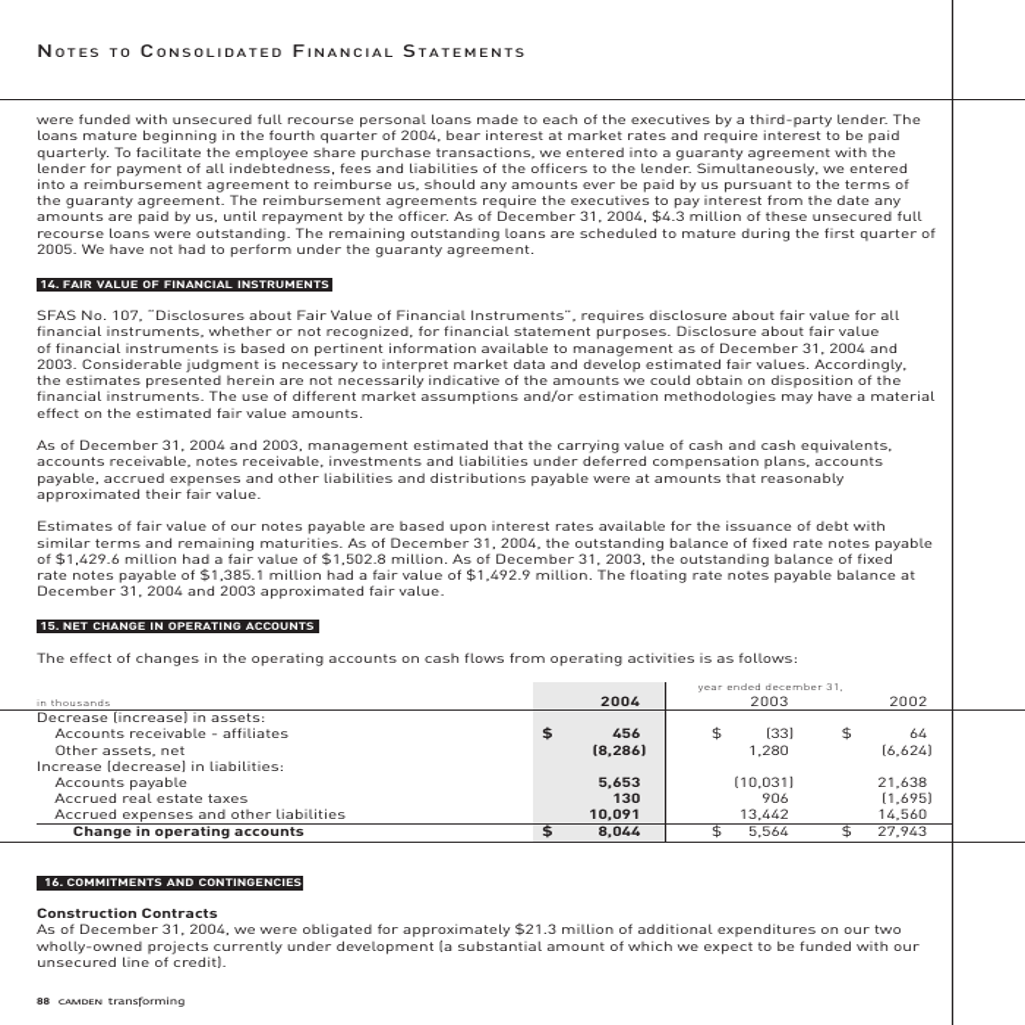 NOTES TO CONSOLIDATED FINANCIAL STATEMENTS
were funded with unsecured full recourse personal loans made to each of the executives by a third-party lender. The
loans mature beginning in the fourth quarter of 2004, bear interest at market rates and require interest to be paid
quarterly. To facilitate the employee share purchase transactions, we entered into a guaranty agreement with the
lender for payment of all indebtedness, fees and liabilities of the officers to the lender. Simultaneously, we entered
into a reimbursement agreement to reimburse us, should any amounts ever be paid by us pursuant to the terms of
the guaranty agreement. The reimbursement agreements require the executives to pay interest from the date any
amounts are paid by us, until repayment by the officer. As of December 31, 2004, $4.3 million of these unsecured full
recourse loans were outstanding. The remaining outstanding loans are scheduled to mature during the first quarter of
2005. We have not had to perform under the guaranty agreement.
14. FAIR VALUE OF FINANCIAL INSTRUMENTS
SFAS No. 107, "Disclosures about Fair Value of Financial Instruments", requires disclosure about fair value for all
financial instruments, whether or not recognized, for financial statement purposes. Disclosure about fair value
of financial instruments is based on pertinent information available to management as of December 31, 2004 and
2003. Considerable judgment is necessary to interpret market data and develop estimated fair values. Accordingly,
the estimates presented herein are not necessarily indicative of the amounts we could obtain on disposition of the
financial instruments. The use of different market assumptions and/or estimation methodologies may have a material
effect on the estimated fair value amounts.
As of December 31, 2004 and 2003, management estimated that the carrying value of cash and cash equivalents,
accounts receivable, notes receivable, investments and liabilities under deferred compensation plans, accounts
payable, accrued expenses and other liabilities and distributions payable were at amounts that reasonably
approximated their fair value.
Estimates of fair value of our notes payable are based upon interest rates available for the issuance of debt with
similar terms and remaining maturities. As of December 31, 2004, the outstanding balance of fixed rate notes payable
of $1,429.6 million had a fair value of $1,502.8 million. As of December 31, 2003, the outstanding balance of fixed
rate notes payable of $1,385.1 million had a fair value of $1,492.9 million. The floating rate notes payable balance at
December 31, 2004 and 2003 approximated fair value.
15. NET CHANGE IN OPERATING ACCOUNTS
The effect of changes in the operating accounts on cash flows from operating activities is as follows:
year ended december 31,
in thousands 2004 2003 2002
Decrease (increase) in assets:
Accounts receivable - affiliates $ 456 $ (33) $ 64
Other assets, net (8,286) 1,280 (6,624)
Increase (decrease) in liabilities:
Accounts payable 5,653 (10,031) 21,638
Accrued real estate taxes 130 906 (1,695)
Accrued expenses and other liabilities 10,091 13,442 14,560
Change in operating accounts $ 8,044 $ 5,564 $ 27,943
16. COMMITMENTS AND CONTINGENCIES
Construction Contracts
As of December 31, 2004, we were obligated for approximately $21.3 million of additional expenditures on our two
wholly-owned projects currently under development (a substantial amount of which we expect to be funded with our
unsecured line of credit).
88 CAMDEN transforming